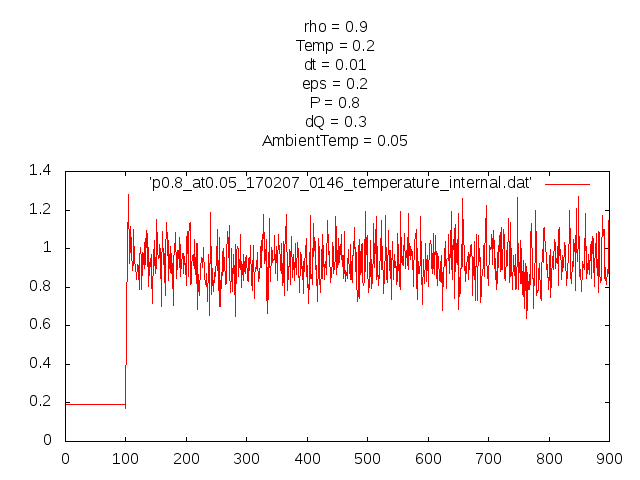 rho = 0.9
Temp = 0.2
dt = 0.01
eps = 0.2
P = 0.8
dQ = 0.3
AmbientTemp = 0.05
1.4
'p0.8_at0.05_170207_0146_temperature_internal.dat'
1.2
1
0.8
0.6
0.4
0.2
0
0 100 200 300 400 500 600 700 800 900